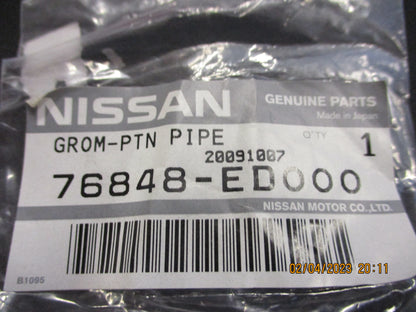 NISSAN
GENUINE PARTS
Made in Japan
GROM-PTN PIPE
Q'TY
1
20091007
76848-ED000
NISSAN MOTOR CO.,LTD.
B1095
02/04/2023 20:11